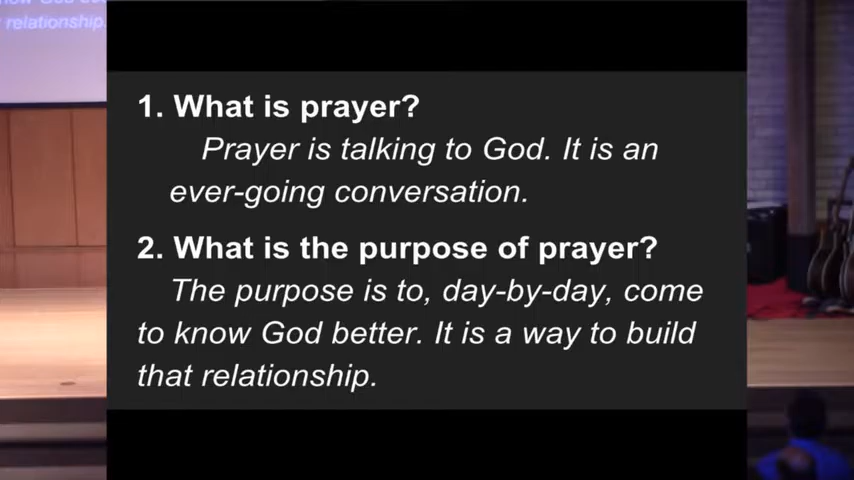 relationship.
1. What is prayer?
Prayer is talking to God. It is an
ever-going conversation.
2. What is the purpose of prayer?
The purpose is to, day-by-day, come
to know God better. It is a way to build
that relationship.